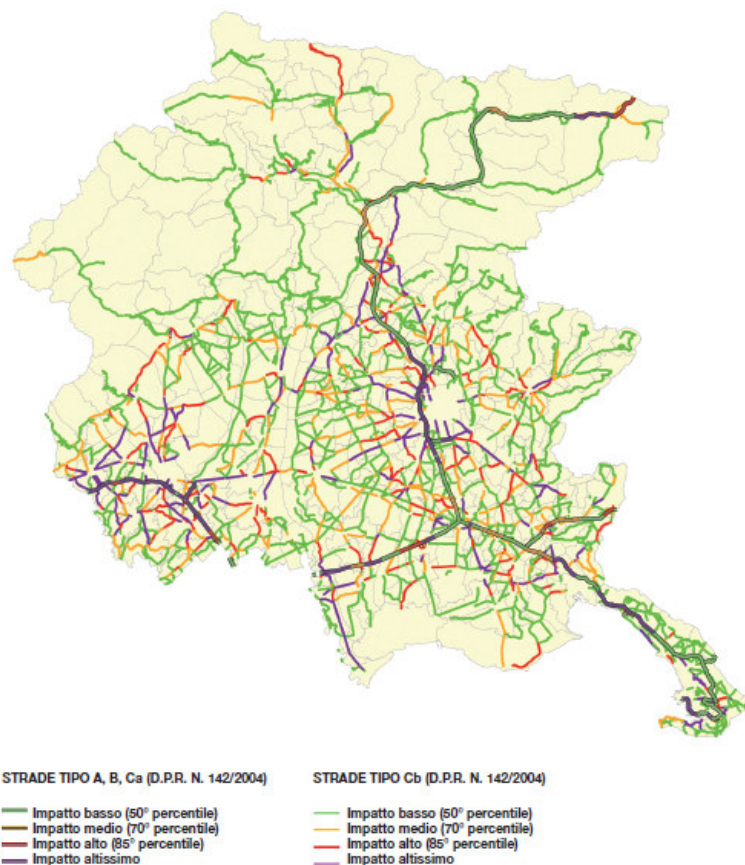 STRADE TIPO A, B, Ca (D.P.R. N. 142/2004)
Impatto basso (50° percentile)
Impatto medio (70° percentile)
Impatto alto (85° percentile)
Impatto altissimo
STRADE TIPO Cb (D.P.R. N. 142/2004)
Impatto basso (50° percentile)
Impatto medio (70° percentile)
Impatto alto (85° percentile)
Impatto altissimo